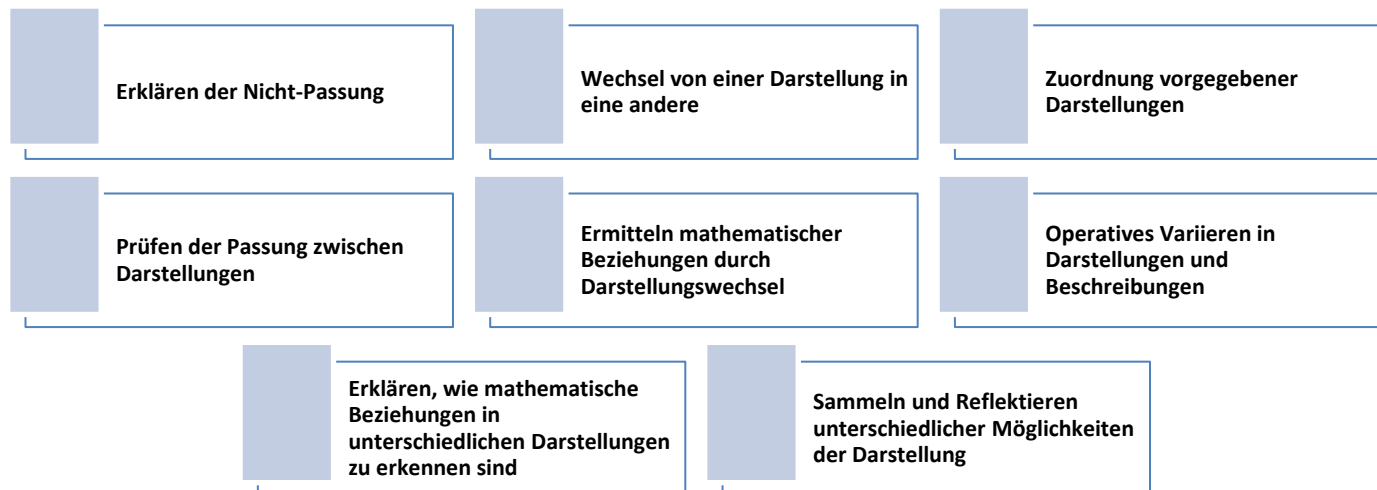 Erklären der Nicht-Passung
Wechsel von einer Darstellung in
eine andere
Zuordnung vorgegebener
Darstellungen
Prüfen der Passung zwischen
Darstellungen
Ermitteln mathematischer
Beziehungen durch
Darstellungswechsel
Operatives Variieren in
Darstellungen und
Beschreibungen
Erklären, wie mathematische
Beziehungen in
unterschiedlichen Darstellungen
zu erkennen sind
Sammeln und Reflektieren
unterschiedlicher Möglichkeiten
der Darstellung